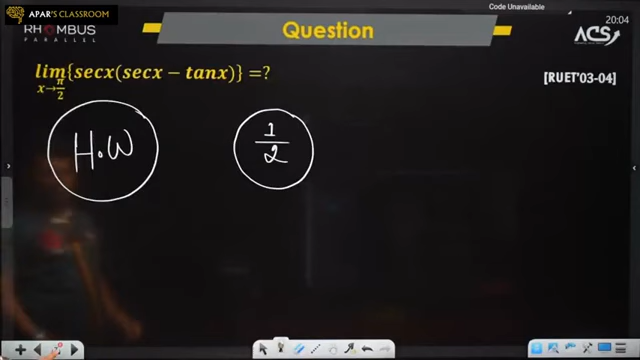 Code Unavailable
APAR'S CLASSROOM
20:04
RHOMBUS
PARALLEL
Question
ACS
lim x→π/2 {secx(secx − tanx)} =?
[RUET'03-04]
H.W
1/2